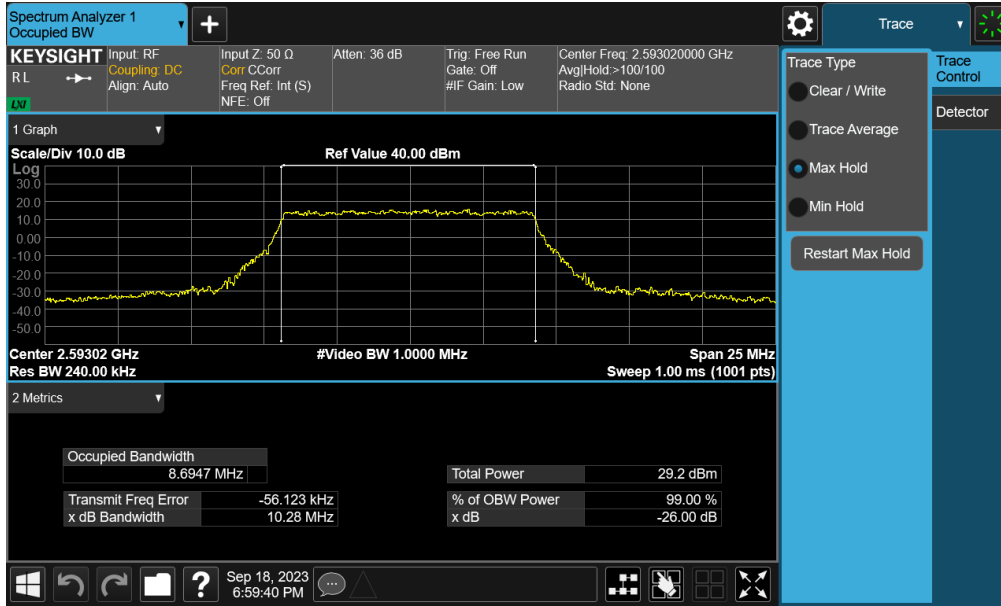 Spectrum Analyzer 1
Occupied BW
+
Trace
KEYSIGHT
R L
LXI
Input: RF
Coupling: DC
Align: Auto
Input Z: 50 Ω
Corr CCorr
Freq Ref: Int (S)
NFE: Off
Atten: 36 dB
Trig: Free Run
Gate: Off
#IF Gain: Low
Center Freq: 2.593020000 GHz
Avg|Hold:>100/100
Radio Std: None
1 Graph
Scale/Div 10.0 dB
Ref Value 40.00 dBm
Log
30.0
20.0
10.0
0.00
-10.0
-20.0
-30.0
-40.0
-50.0
Center 2.59302 GHz
#Video BW 1.0000 MHz
Span 25 MHz
Res BW 240.00 kHz
Sweep 1.00 ms (1001 pts)
2 Metrics
Occupied Bandwidth
8.6947 MHz
Total Power 29.2 dBm
Transmit Freq Error -56.123 kHz
% of OBW Power 99.00 %
x dB Bandwidth 10.28 MHz
x dB -26.00 dB
?
Sep 18, 2023
6:59:40 PM
Trace Type
Clear / Write
Trace Average
Max Hold
Min Hold
Restart Max Hold
Trace
Control
Detector